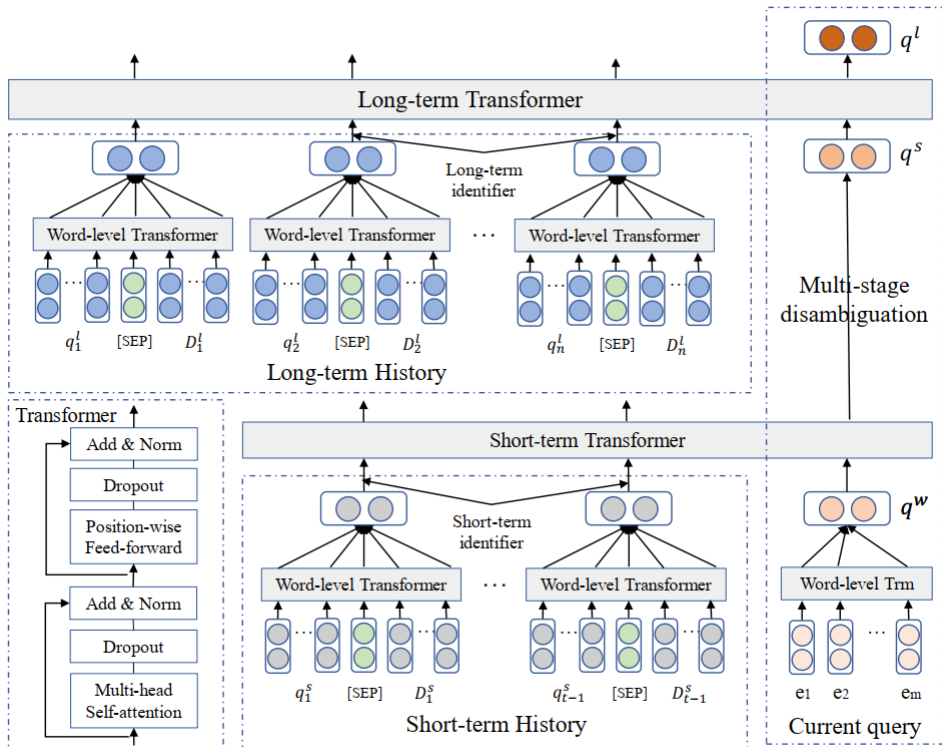 q^l
Long-term Transformer
q^s
Long-term
identifier
Word-level Transformer
Word-level Transformer
...
Word-level Transformer
... ... ... ... ... ...
q_1^l [SEP] D_1^l
q_2^l [SEP] D_2^l
q_n^l [SEP] D_n^l
Long-term History
Multi-stage
disambiguation
Transformer
Add & Norm
Dropout
Position-wise
Feed-forward
Add & Norm
Dropout
Multi-head
Self-attention
Short-term Transformer
q^w
Short-term
identifier
Word-level Transformer
...
Word-level Transformer
... ... ... ...
q_1^s [SEP] D_1^s
q_{t-1}^s [SEP] D_{t-1}^s
Short-term History
Word-level Trm
...
e_1 e_2 e_m
Current query